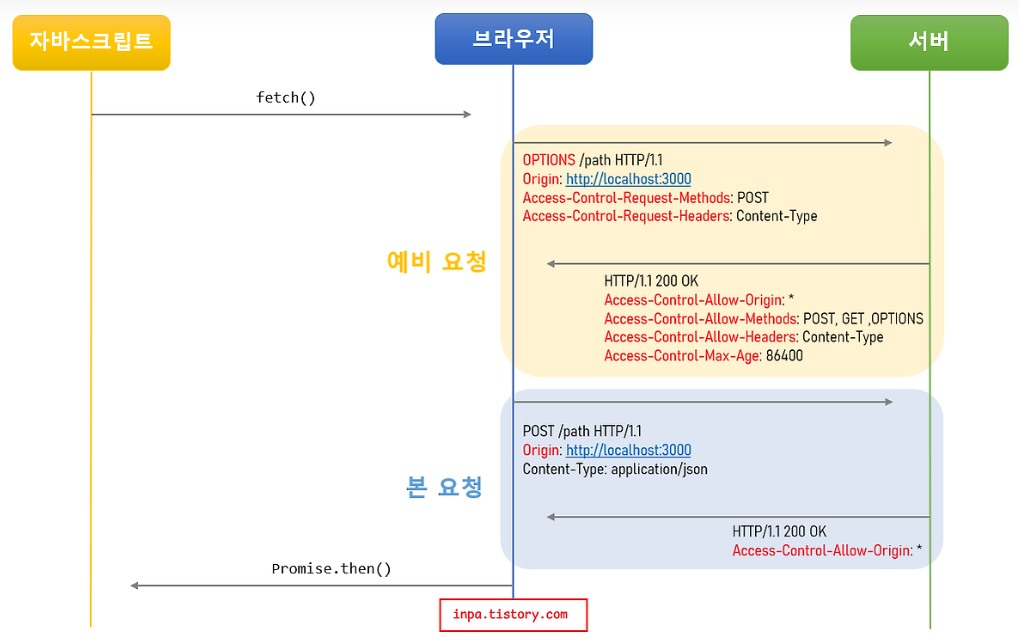 자바스크립트
브라우저
서버
fetch()
OPTIONS /path HTTP/1.1
Origin: http://localhost:3000
Access-Control-Request-Methods: POST
Access-Control-Request-Headers: Content-Type
예비 요청
HTTP/1.1 200 OK
Access-Control-Allow-Origin: *
Access-Control-Allow-Methods: POST, GET ,OPTIONS
Access-Control-Allow-Headers: Content-Type
Access-Control-Max-Age: 86400
POST /path HTTP/1.1
Origin: http://localhost:3000
Content-Type: application/json
본 요청
HTTP/1.1 200 OK
Access-Control-Allow-Origin: *
Promise.then()
inpa.tistory.com